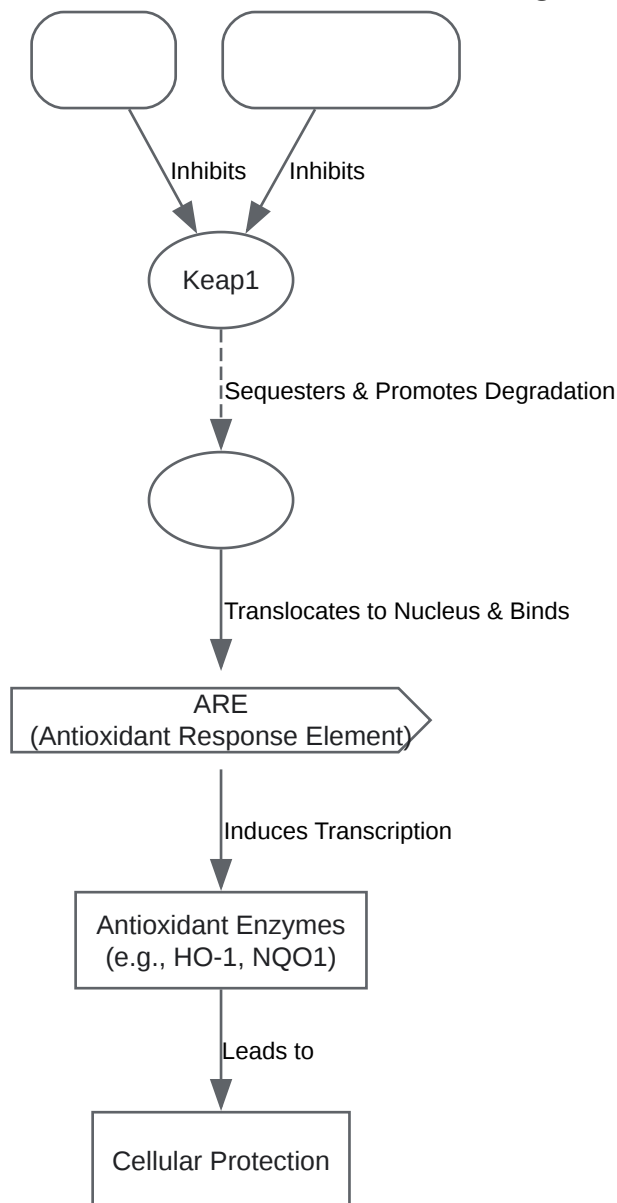 Inhibits Inhibits
Keap1
Sequesters & Promotes Degradation
Translocates to Nucleus & Binds
ARE
(Antioxidant Response Element)
Induces Transcription
Antioxidant Enzymes
(e.g., HO-1, NQO1)
Leads to
Cellular Protection